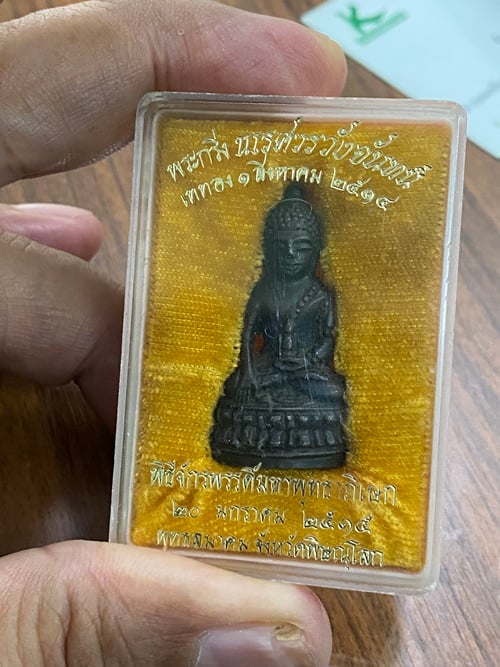 พระกริ่ง นเรศวรวังจันทน์
เททอง ๑ สิงหาคม ๒๕๑๔
พิธีจักรพรรดิ์มหาพุทธาภิเษก
๒๐ มกราคม ๒๕๑๕
พุทธสมาคม จังหวัดพิษณุโลก
K